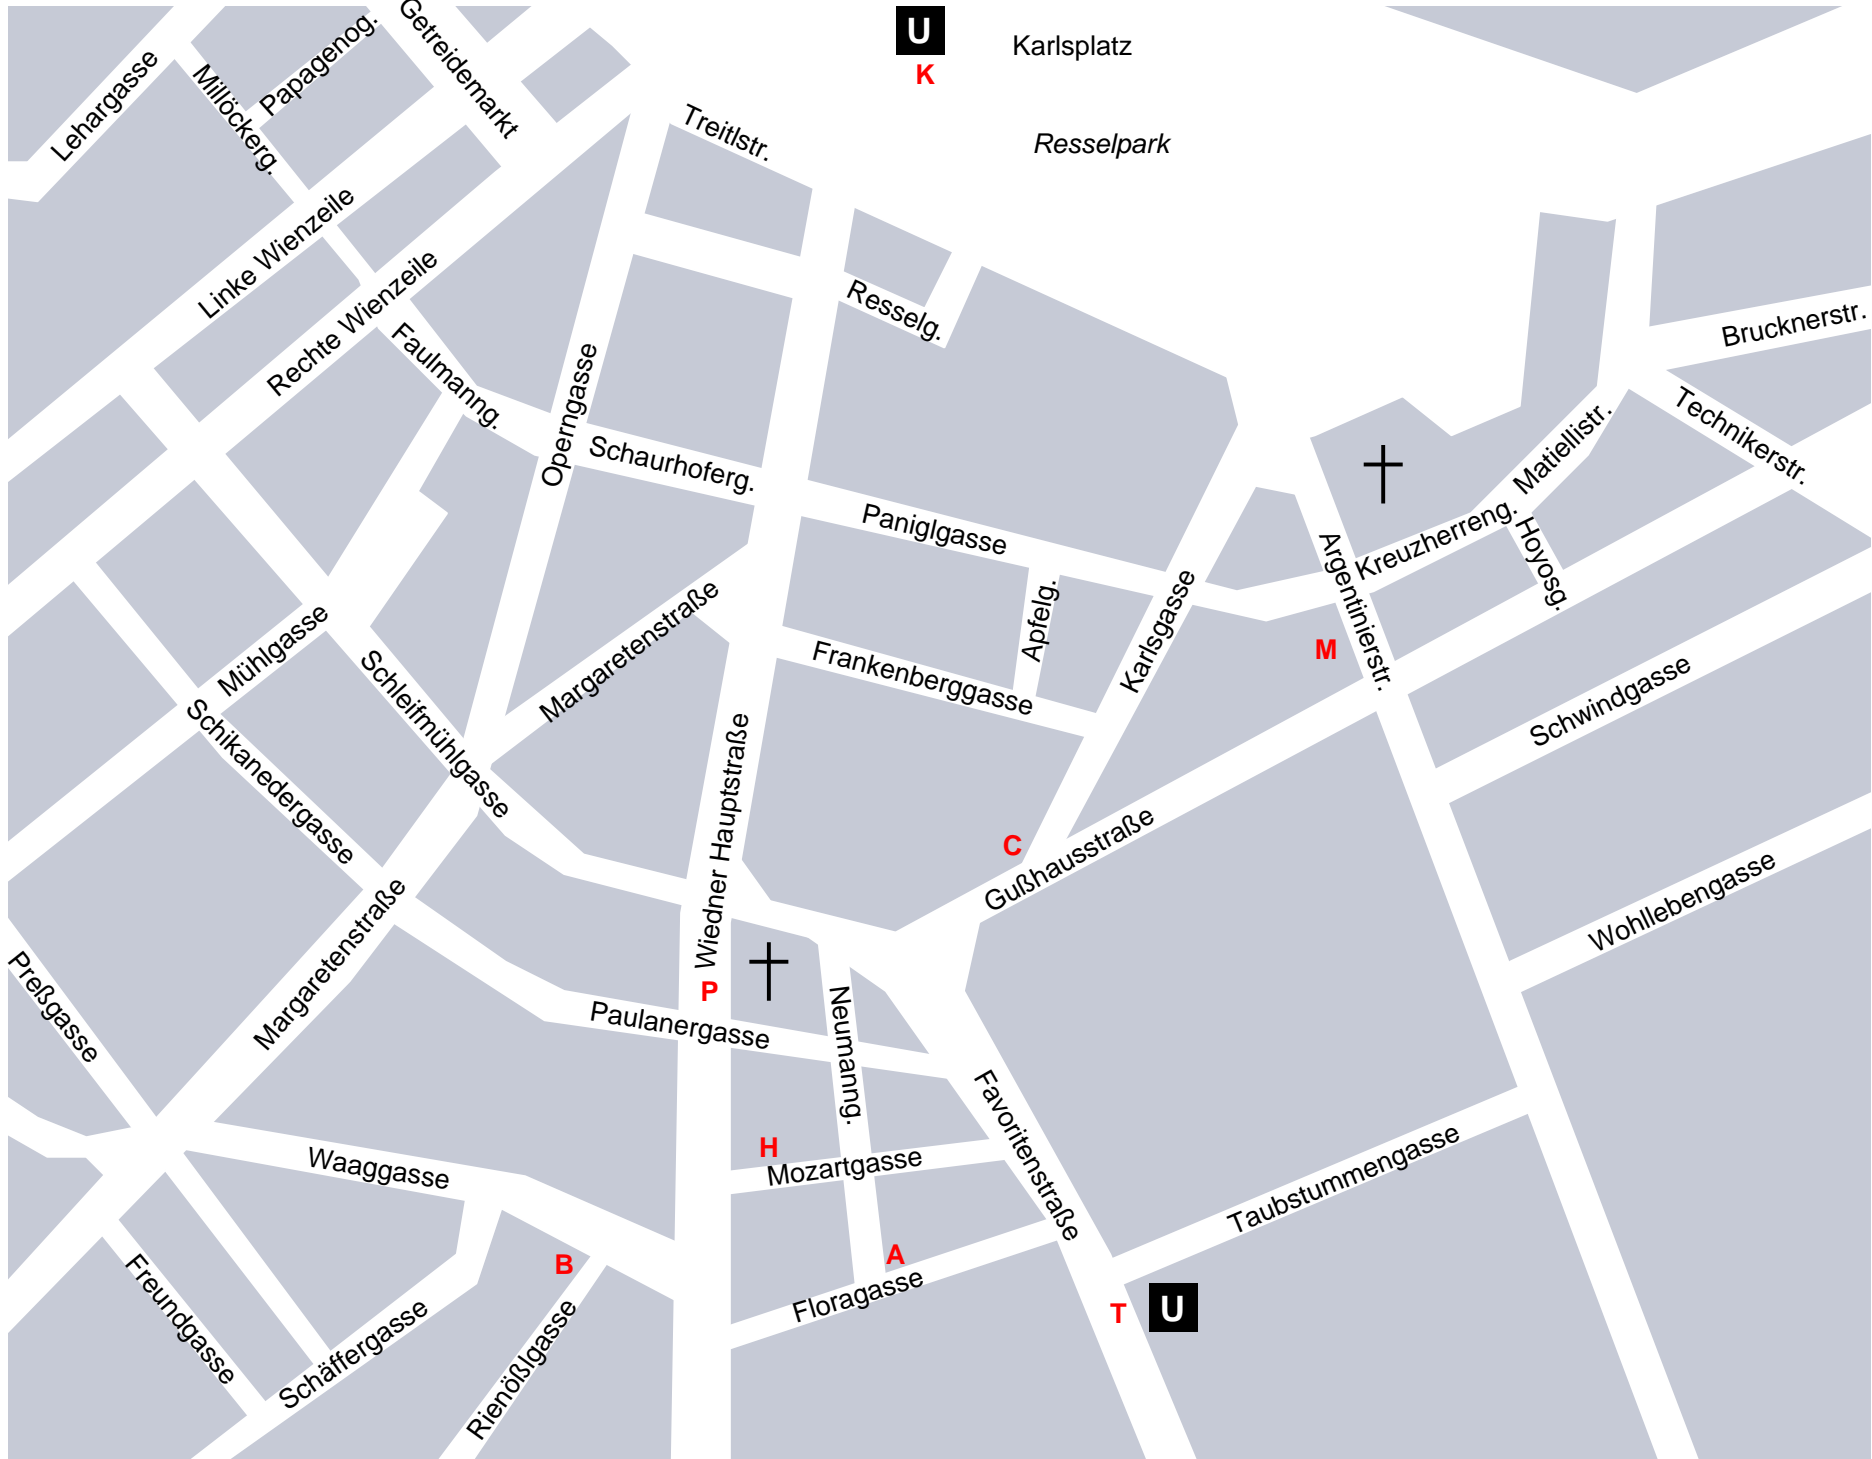 U
Karlsplatz
K
Resselpark
Lehargasse
Millöckerg.
Papagenog.
Getreidemarkt
Treitlstr.
Linke Wienzeile
Rechte Wienzeile
Resselg.
Brucknerstr.
Faulmanng.
Operngasse
Schaurhoferg.
Technikerstr.
Matiellistr.
Paniglgasse
Kreuzherreng.
Hoyosg.
Argentinierstr.
Apfelg.
Karlsgasse
Margaretenstraße
Mühlgasse
M
Frankenberggasse
Schleifmühlgasse
Schwindgasse
Schikanedergasse
Wiedner Hauptstraße
C
Gußhausstraße
Wohllebengasse
Margaretenstraße
Preßgasse
P
Paulanergasse
Neumanng.
Favoritenstraße
H
Mozartgasse
Waaggasse
Taubstummengasse
B
A
Floragasse
T
U
Freundgasse
Schäffergasse
Rienößlgasse